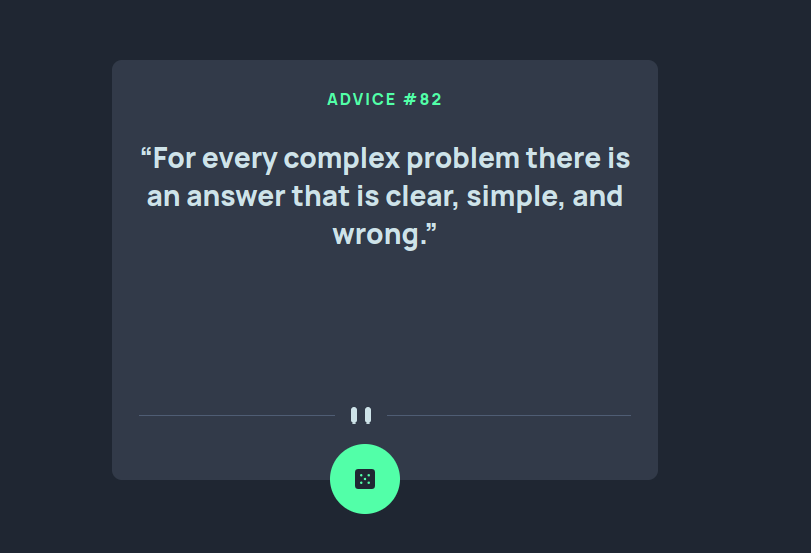 ADVICE #82
“For every complex problem there is
an answer that is clear, simple, and
wrong.”